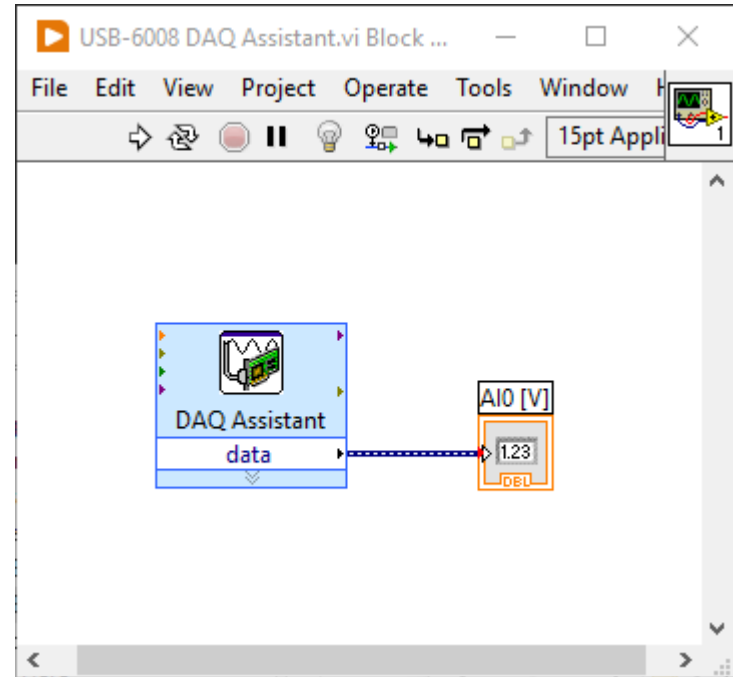 USB-6008 DAQ Assistant.vi Block ...
File Edit View Project Operate Tools Window H
15pt Appli
1
DAQ Assistant
data
AI0 [V]
1.23
DBL